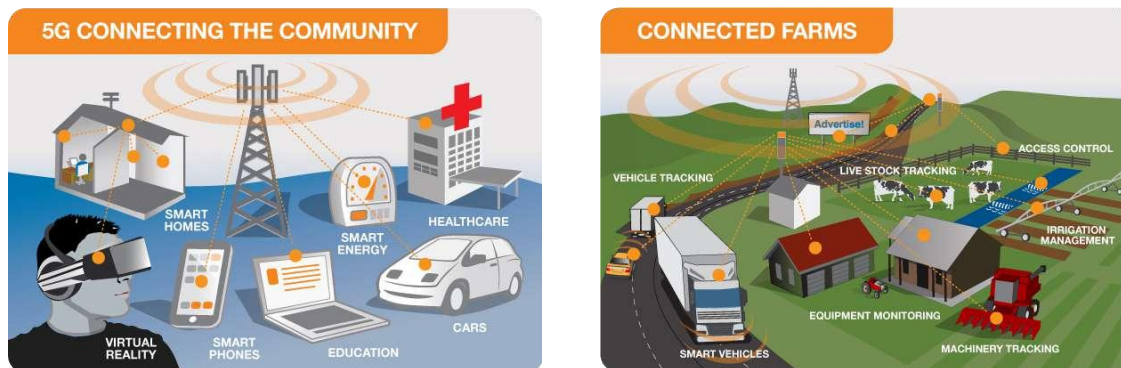 5G CONNECTING THE COMMUNITY
SMART
HOMES
HEALTHCARE
SMART
ENERGY
VIRTUAL
REALITY
SMART
PHONES
EDUCATION
CARS
CONNECTED FARMS
Advertise!
ACCESS CONTROL
VEHICLE TRACKING
LIVE STOCK TRACKING
IRRIGATION
MANAGEMENT
EQUIPMENT MONITORING
SMART VEHICLES
MACHINERY TRACKING